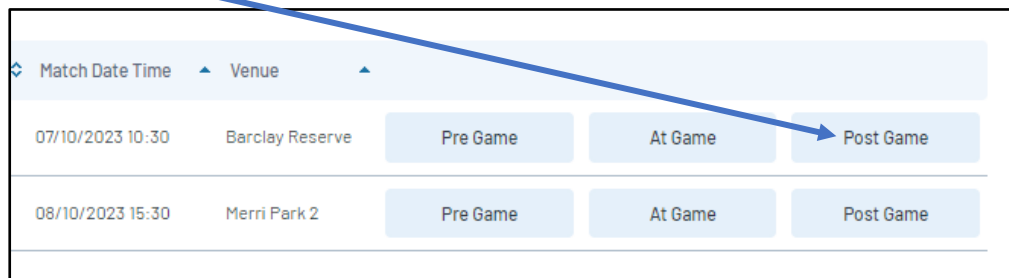 Match Date Time Venue
07/10/2023 10:30 Barclay Reserve Pre Game At Game Post Game
08/10/2023 15:30 Merri Park 2 Pre Game At Game Post Game